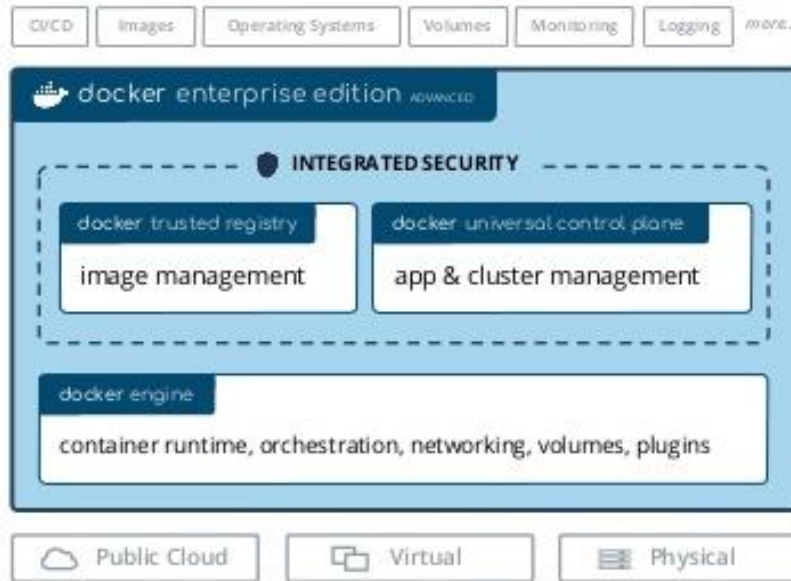 CI/CD Images Operating Systems Volumes Monitoring Logging more.
docker enterprise edition ADVANCED
INTEGRATED SECURITY
docker trusted registry docker universal control plane
image management app & cluster management
docker engine
container runtime, orchestration, networking, volumes, plugins
Public Cloud Virtual Physical